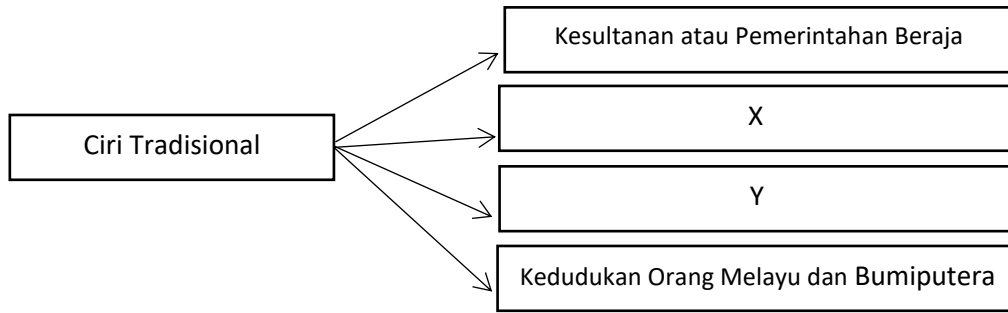 Kesultanan atau Pemerintahan Beraja
Ciri Tradisional
X
Y
Kedudukan Orang Melayu dan Bumiputera